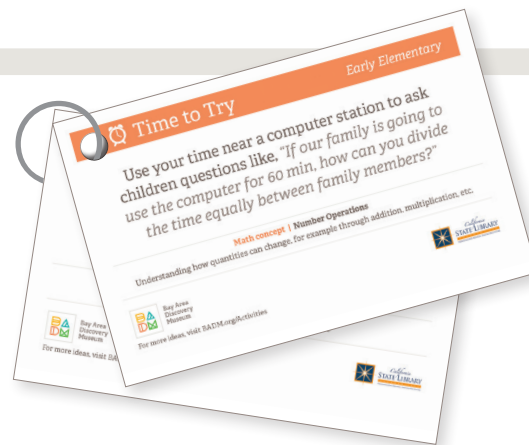 Time to Try
Early Elementary
Use your time near a computer station to ask
children questions like, "If our family is going to
use the computer for 60 min, how can you divide
the time equally between family members?"
Math concept | Number Operations
Understanding how quantities can change, for example through addition, multiplication, etc.
BADM
Bay Area
Discovery
Museum
California
STATE LIBRARY
For more ideas, visit BADM.org/Activities
Bay Area
Discovery
Museum
For more ideas, visit BA
California
STATE LIBRARY